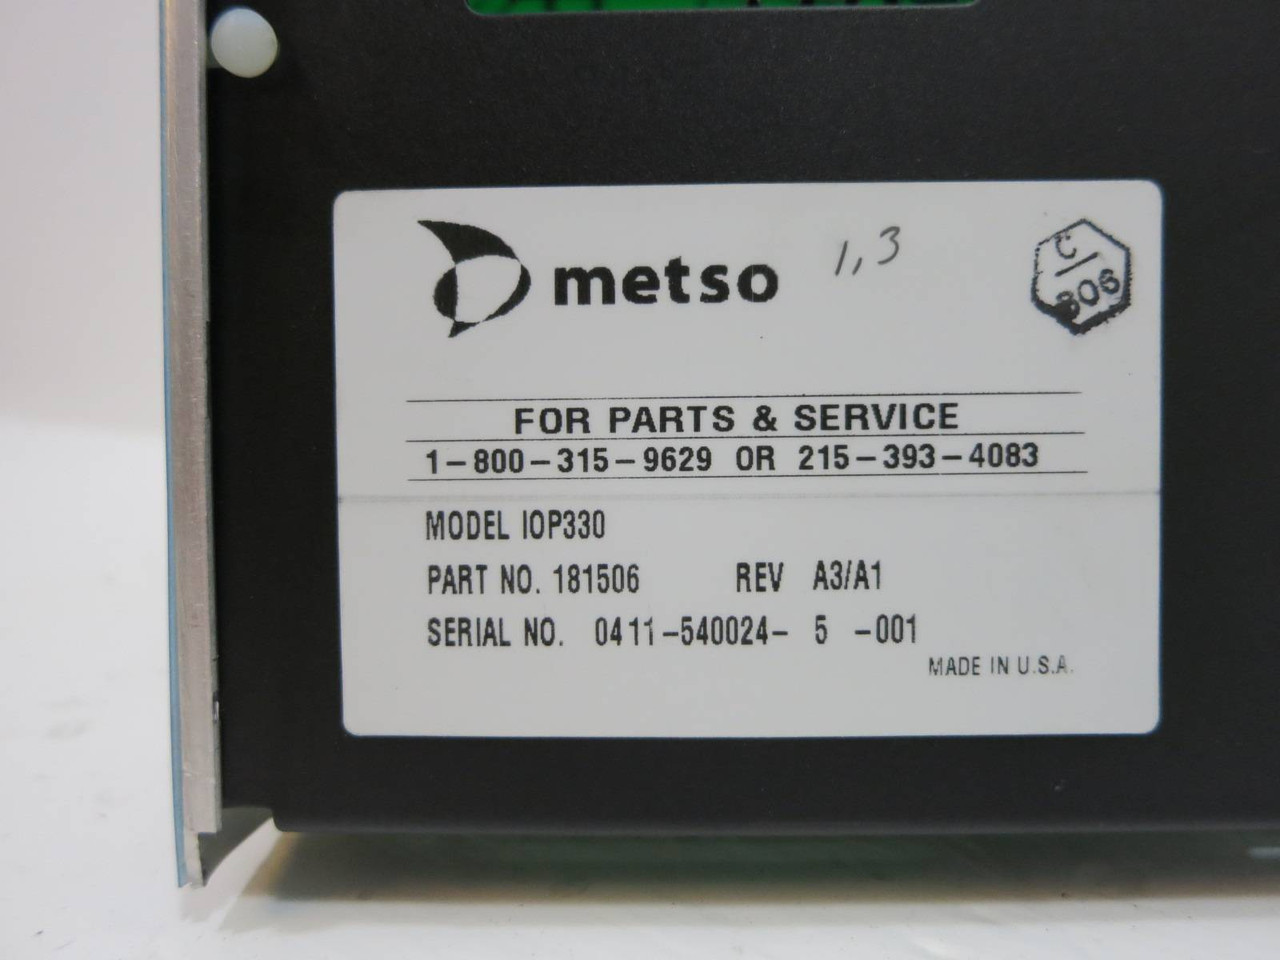 metso 1,3
C/
806
FOR PARTS & SERVICE
1-800-315-9629 OR 215-393-4083
MODEL IOP330
PART NO. 181506 REV A3/A1
SERIAL NO. 0411-540024- 5 -001
MADE IN U.S.A.